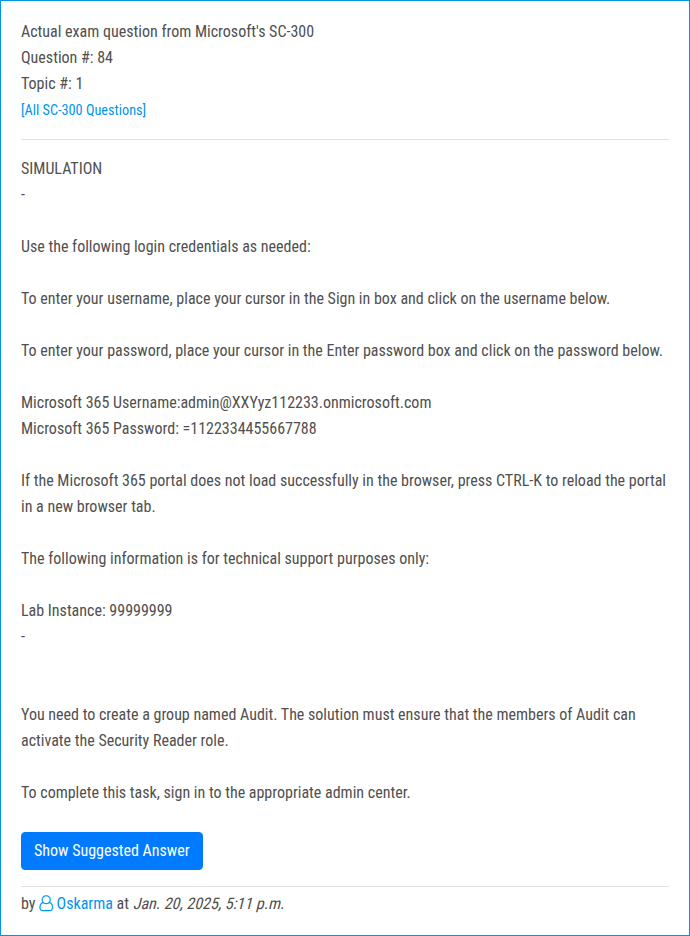 Actual exam question from Microsoft's SC-300
Question #: 84
Topic #: 1
[All SC-300 Questions]
SIMULATION
-
Use the following login credentials as needed:
To enter your username, place your cursor in the Sign in box and click on the username below.
To enter your password, place your cursor in the Enter password box and click on the password below.
Microsoft 365 Username:admin@XXYyz112233.onmicrosoft.com
Microsoft 365 Password: =1122334455667788
If the Microsoft 365 portal does not load successfully in the browser, press CTRL-K to reload the portal
in a new browser tab.
The following information is for technical support purposes only:
Lab Instance: 99999999
-
You need to create a group named Audit. The solution must ensure that the members of Audit can
activate the Security Reader role.
To complete this task, sign in to the appropriate admin center.
Show Suggested Answer
by Oskarma at Jan. 20, 2025, 5:11 p.m.